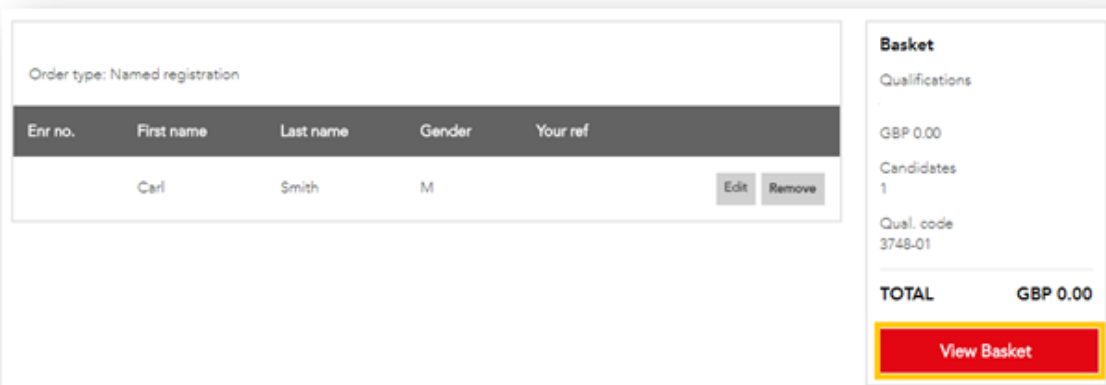 Order type: Named registration
Enr no. First name Last name Gender Your ref
Carl Smith M Edit Remove
Basket
Qualifications
GBP 0.00
Candidates
1
Qual. code
3748-01
TOTAL GBP 0.00
View Basket